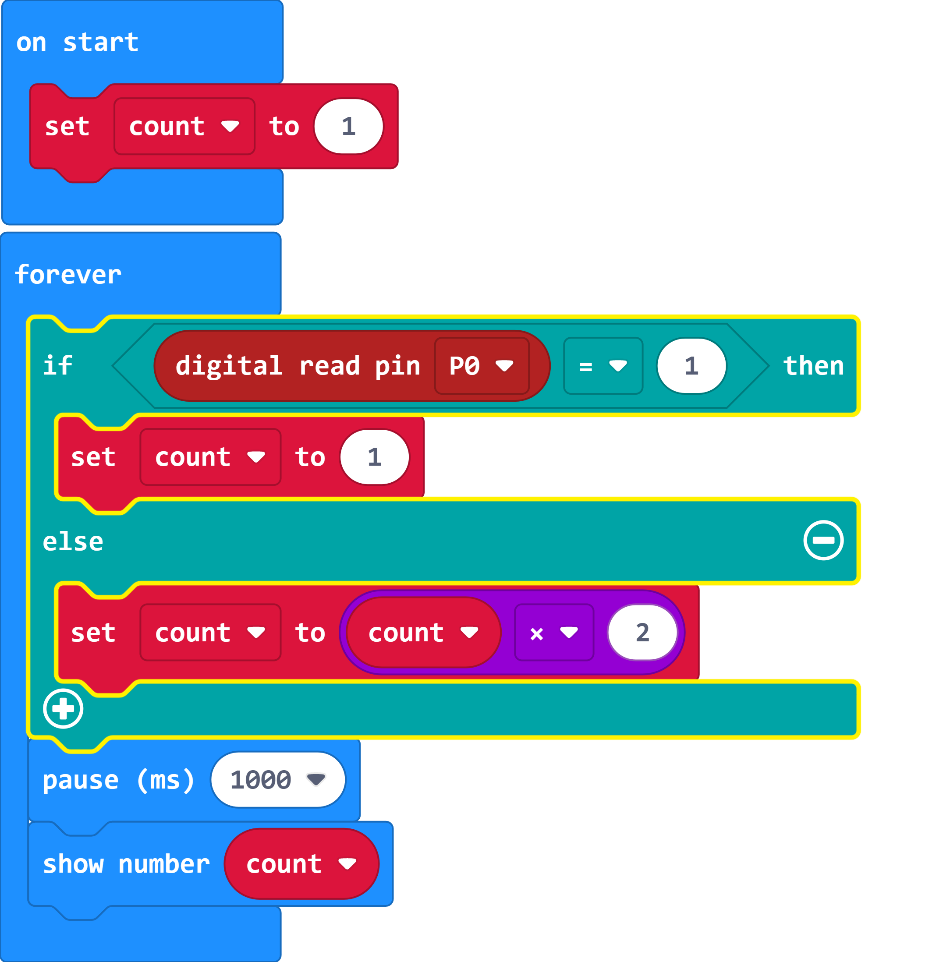 on start
set count to 1
forever
if digital read pin P0 = 1 then
set count to 1
else
set count to count × 2
pause (ms) 1000
show number count